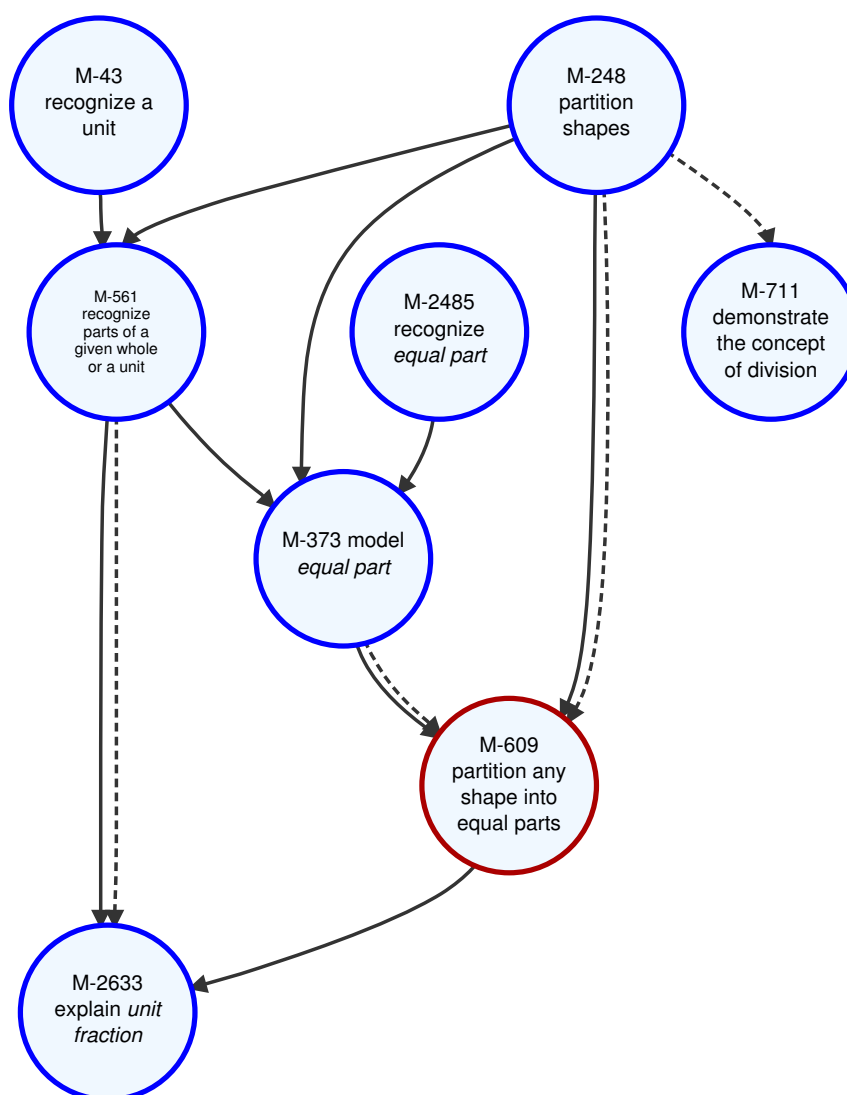 M-43
recognize a
unit
M-248
partition
shapes
M-561
recognize
parts of a
given whole
or a unit
M-2485
recognize
equal part
M-711
demonstrate
the concept
of division
M-373 model
equal part
M-609
partition any
shape into
equal parts
M-2633
explain unit
fraction